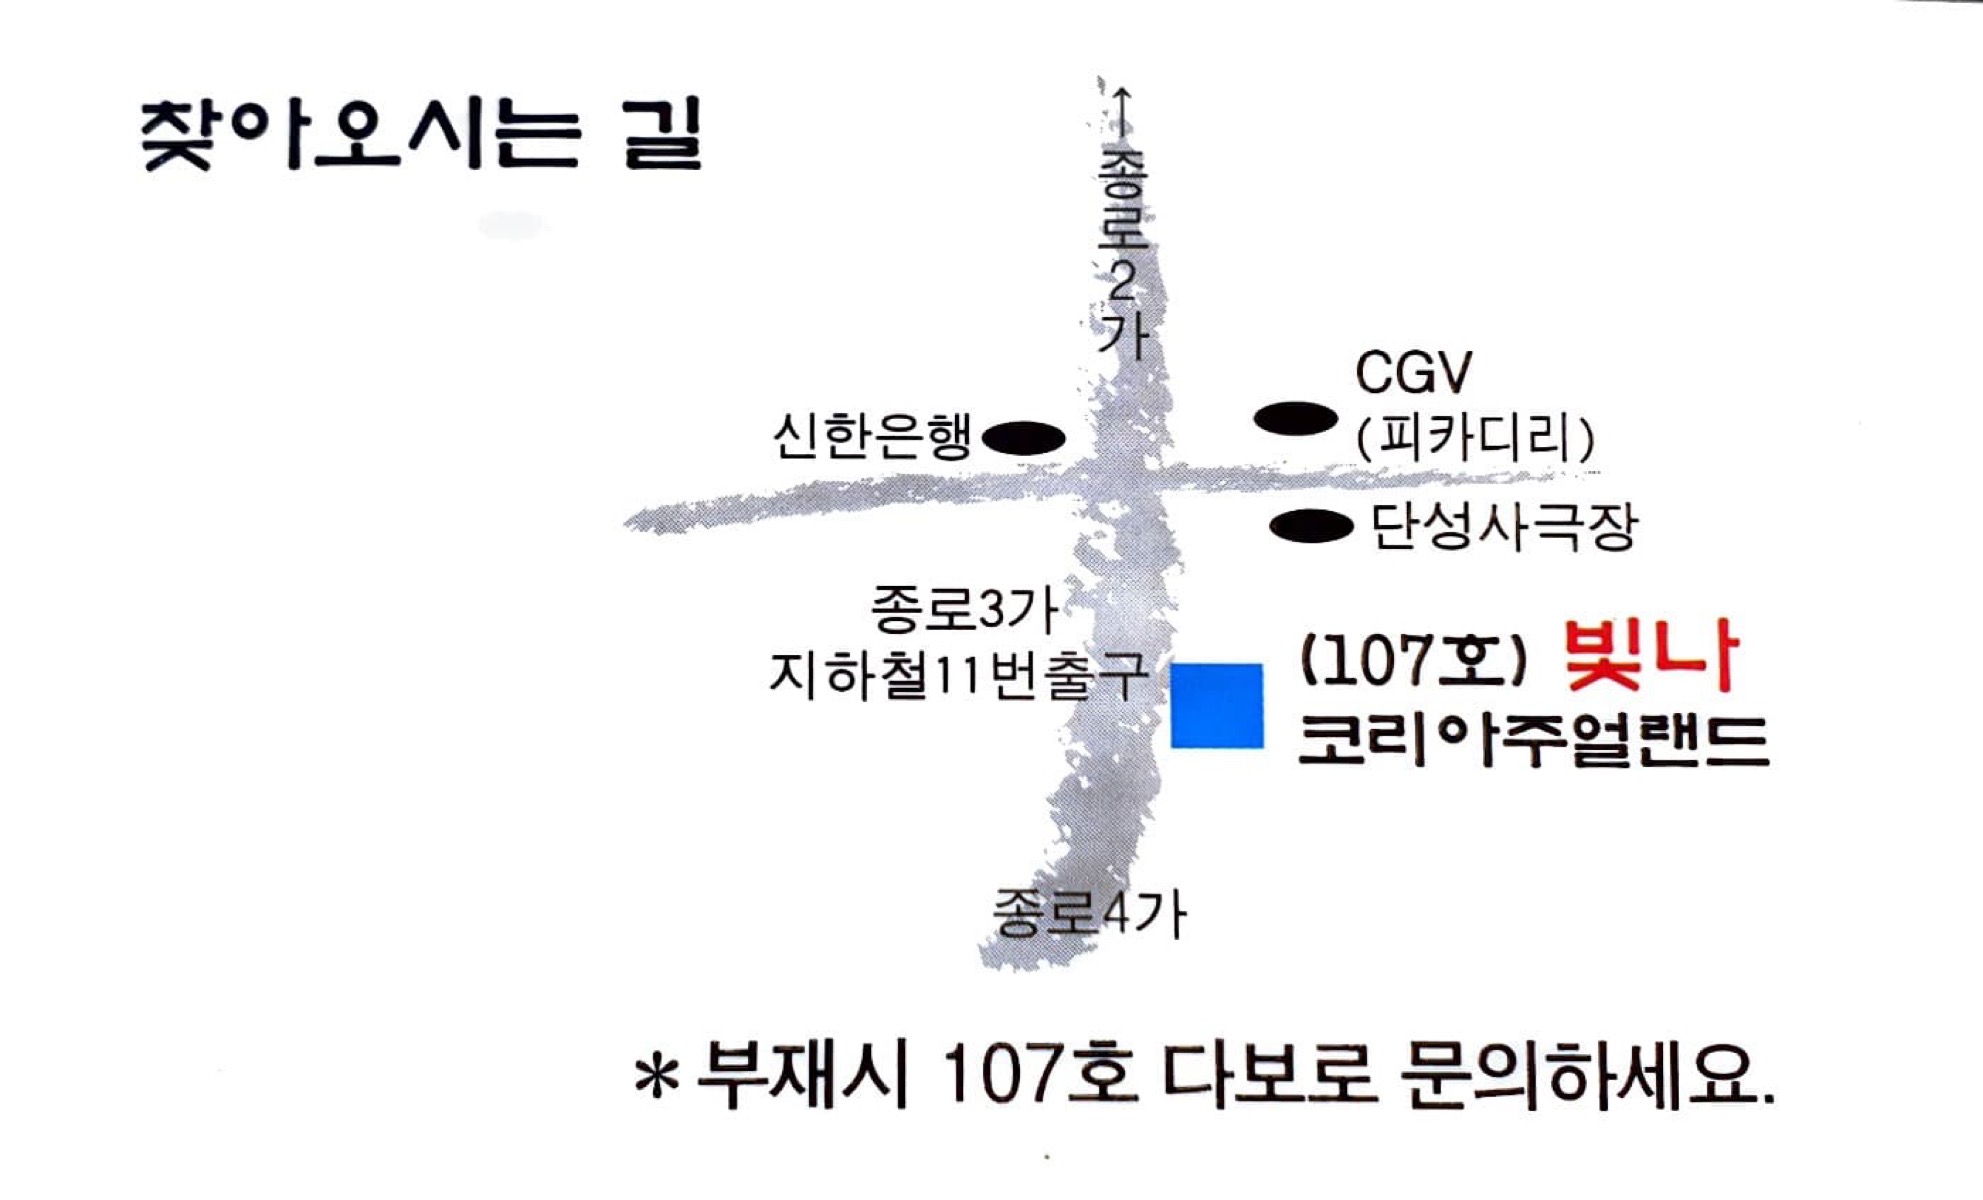 찾아오시는 길
↑종로2가
CGV
(피카디리)
신한은행
단성사극장
종로3가
지하철11번출구
(107호) 빛나
코리아주얼랜드
종로4가
* 부재시 107호 다보로 문의하세요.